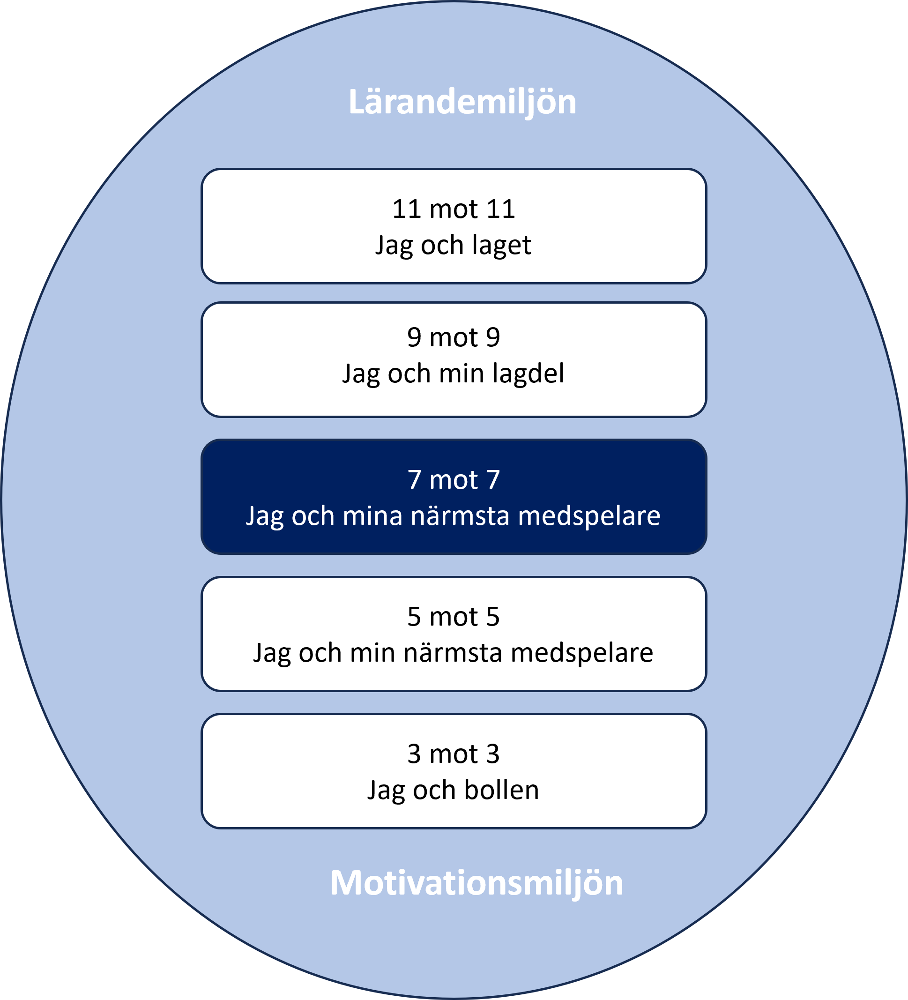 Lärandemiljön
11 mot 11
Jag och laget
9 mot 9
Jag och min lagdel
7 mot 7
Jag och mina närmsta medspelare
5 mot 5
Jag och min närmsta medspelare
3 mot 3
Jag och bollen
Motivationsmiljön